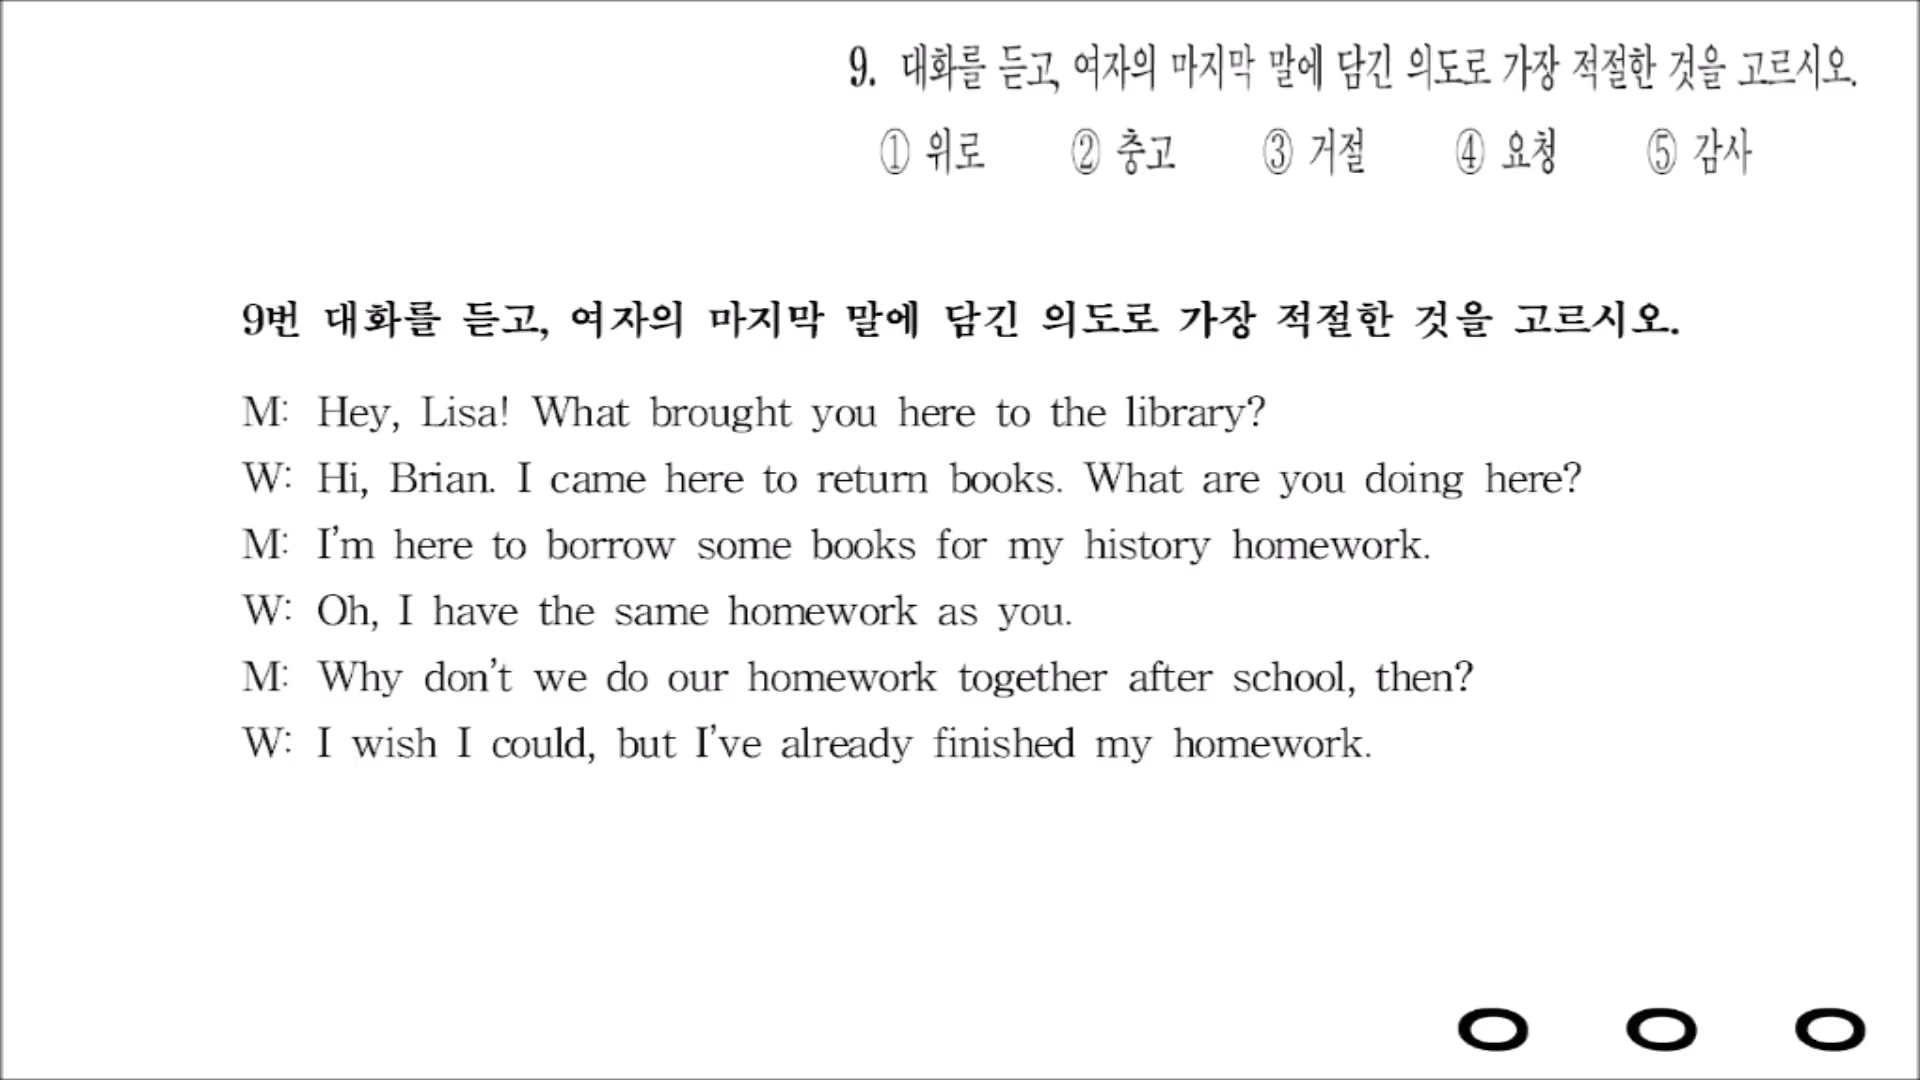 9. 대화를 듣고, 여자의 마지막 말에 담긴 의도로 가장 적절한 것을 고르시오.
① 위로 ② 충고 ③ 거절 ④ 요청 ⑤ 감사
9번 대화를 듣고, 여자의 마지막 말에 담긴 의도로 가장 적절한 것을 고르시오.
M: Hey, Lisa! What brought you here to the library?
W: Hi, Brian. I came here to return books. What are you doing here?
M: I'm here to borrow some books for my history homework.
W: Oh, I have the same homework as you.
M: Why don't we do our homework together after school, then?
W: I wish I could, but I've already finished my homework.
ㅇ ㅇ ㅇ